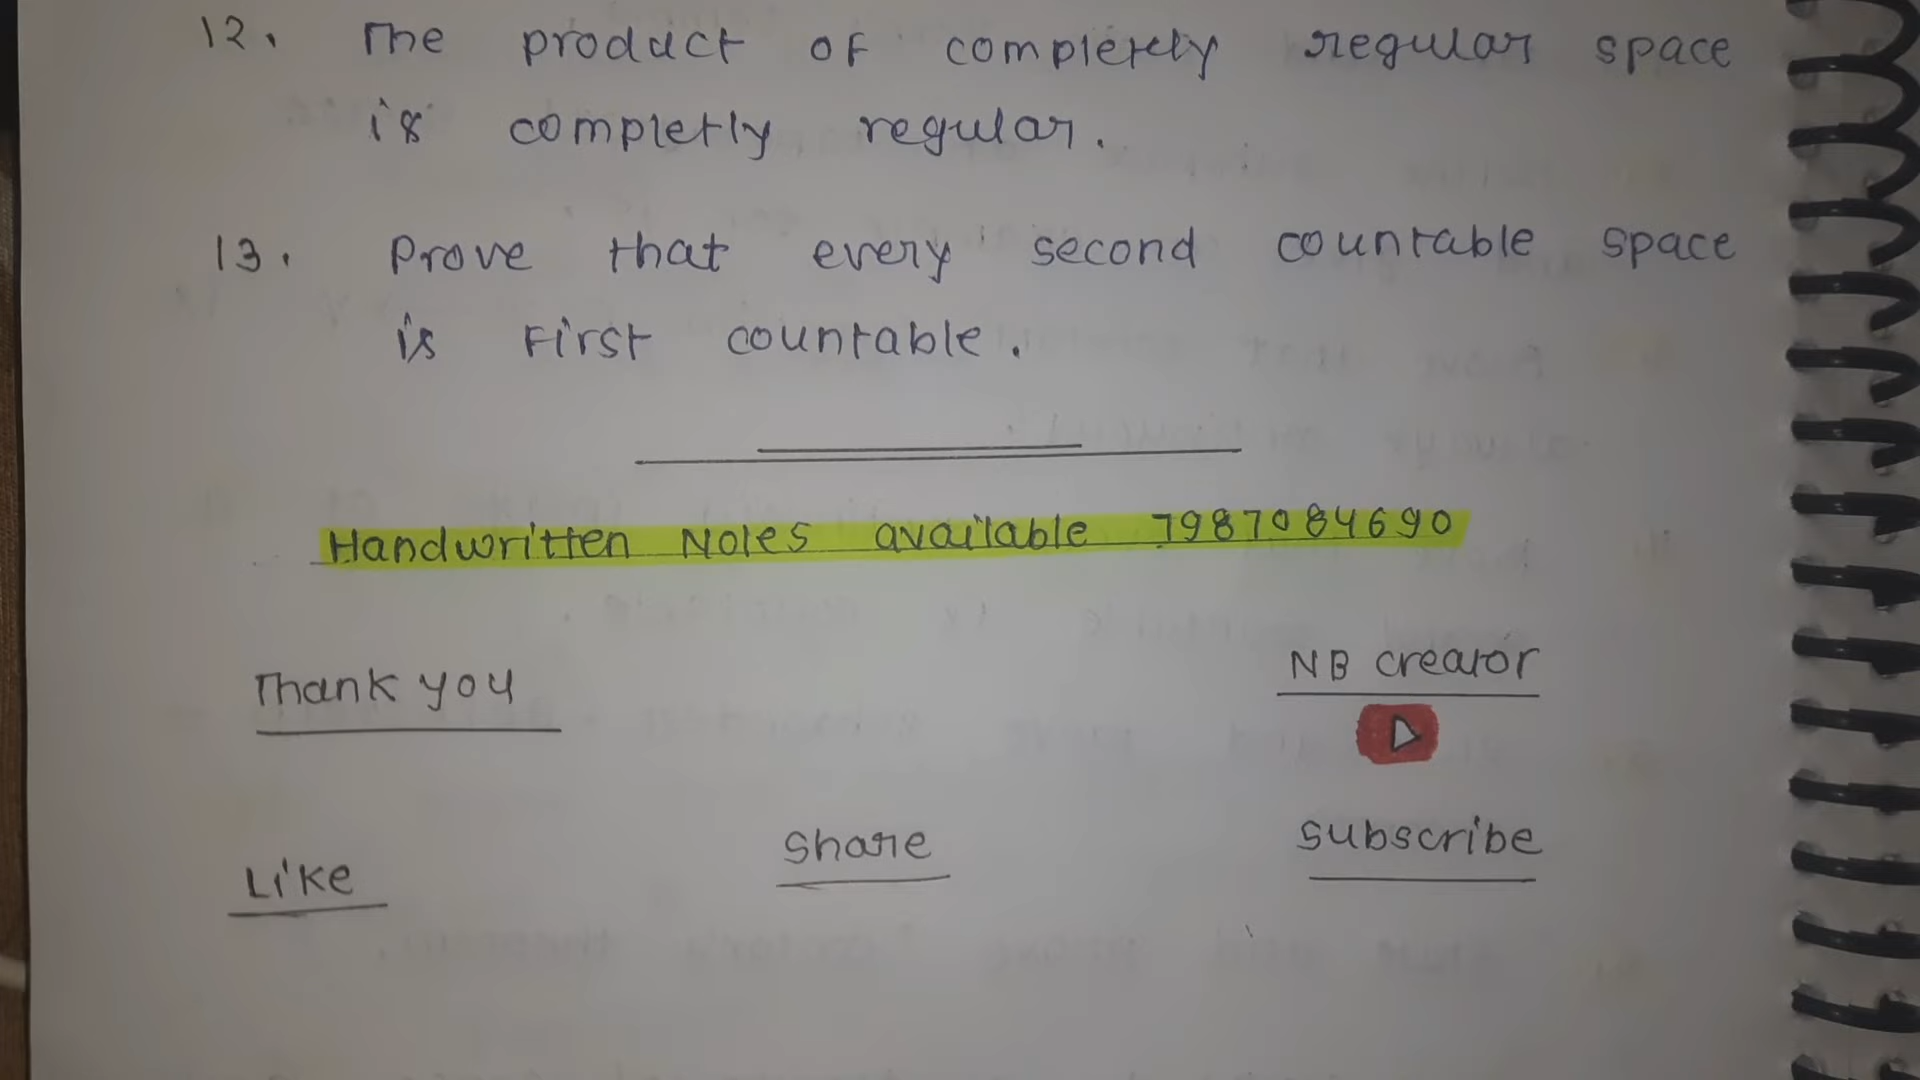 12. The product of completely regular space
is completly regular.
13. Prove that every second countable space
is First countable.
Handwritten Notes available 7987084690
Thank you
NB creator
Share
Subscribe
Like